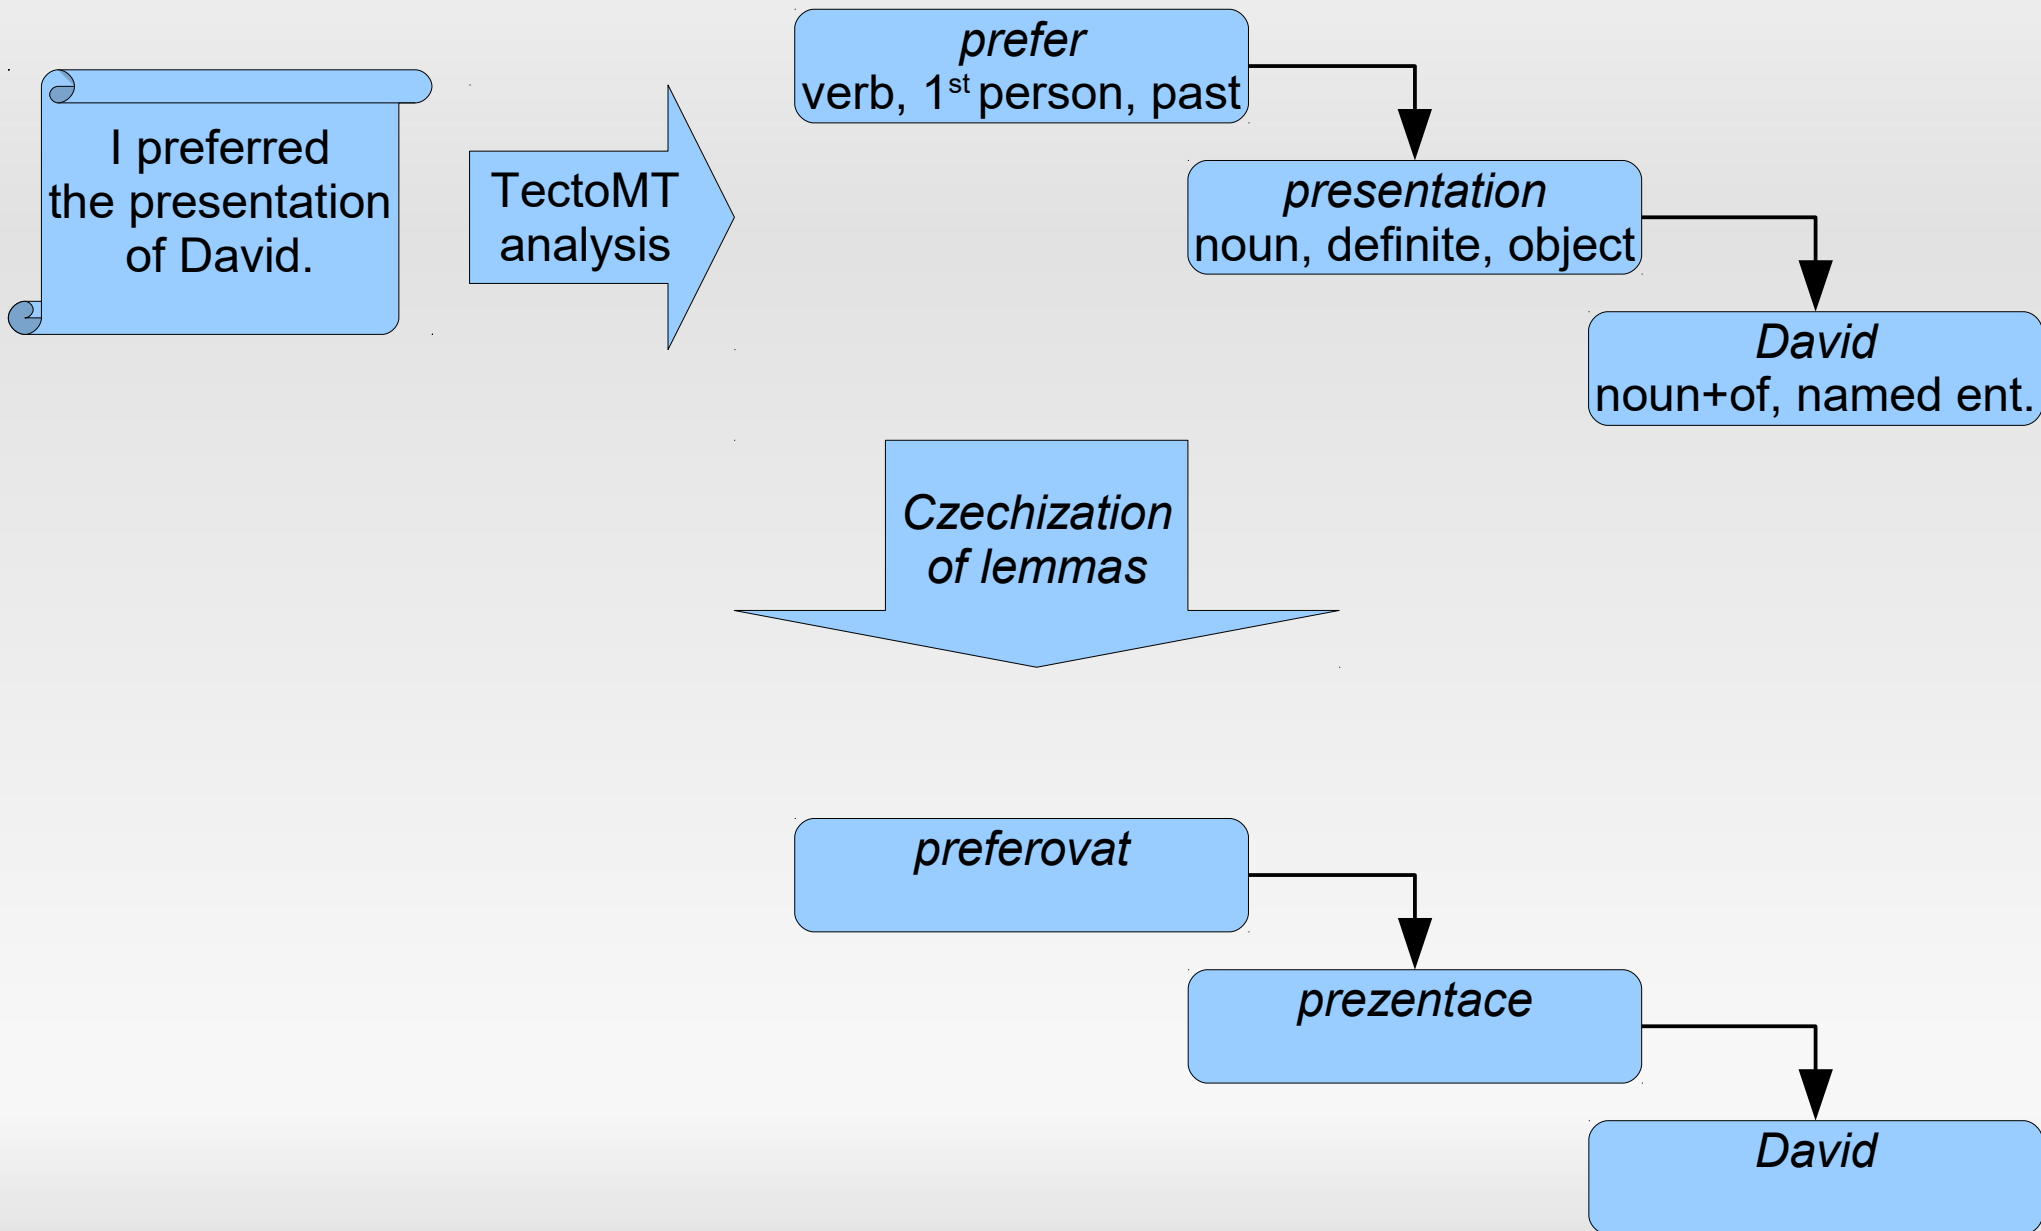 I preferred
the presentation
of David.
TectoMT
analysis
prefer
verb, 1st person, past
presentation
noun, definite, object
David
noun+of, named ent.
Czechization
of lemmas
preferovat
prezentace
David